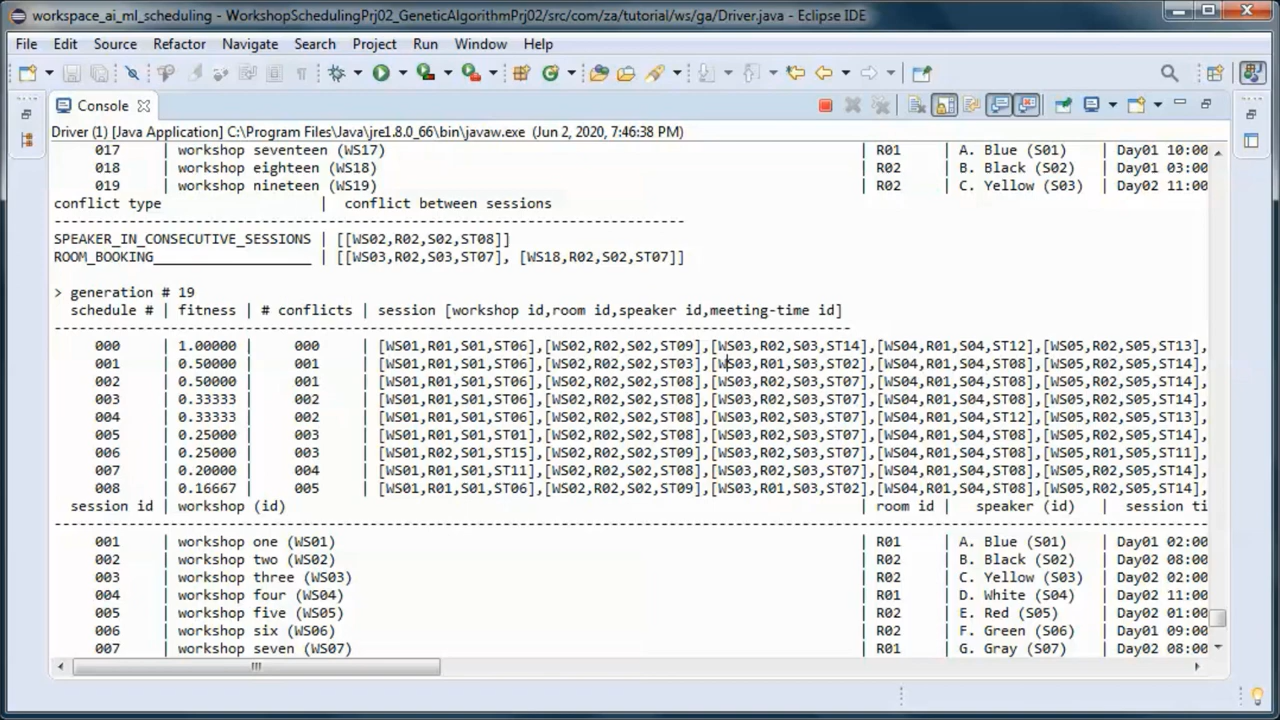 workspace_ai_ml_scheduling - WorkshopSchedulingPrj02_GeneticAlgorithmPrj02/src/com/za/tutorial/ws/ga/Driver.java - Eclipse IDE
File Edit Source Refactor Navigate Search Project Run Window Help
Console
Driver (1) [Java Application] C:\Program Files\Java\jre1.8.0_66\bin\javaw.exe (Jun 2, 2020, 7:46:38 PM)
017 | workshop seventeen (WS17) | R01 | A. Blue (S01) | Day01 10:00
018 | workshop eighteen (WS18) | R02 | B. Black (S02) | Day01 03:00
019 | workshop nineteen (WS19) | R02 | C. Yellow (S03) | Day02 11:00
conflict type | conflict between sessions
--------------------------------------------------------------------------------
SPEAKER_IN_CONSECUTIVE_SESSIONS | [[WS02,R02,S02,ST08]]
ROOM_BOOKING___________________ | [[WS03,R02,S03,ST07], [WS18,R02,S02,ST07]]
> generation # 19
schedule # | fitness | # conflicts | session [workshop id,room id,speaker id,meeting-time id]
------------------------------------------------------------------------------------------------
000 | 1.00000 | 000 | [WS01,R01,S01,ST06],[WS02,R02,S02,ST09],[WS03,R02,S03,ST14],[WS04,R01,S04,ST12],[WS05,R02,S05,ST13],
001 | 0.50000 | 001 | [WS01,R01,S01,ST06],[WS02,R02,S02,ST03],[WS03,R01,S03,ST02],[WS04,R01,S04,ST08],[WS05,R02,S05,ST14],
002 | 0.50000 | 001 | [WS01,R01,S01,ST06],[WS02,R02,S02,ST08],[WS03,R02,S03,ST07],[WS04,R01,S04,ST08],[WS05,R02,S05,ST14],
003 | 0.33333 | 002 | [WS01,R01,S01,ST06],[WS02,R02,S02,ST08],[WS03,R02,S03,ST07],[WS04,R01,S04,ST08],[WS05,R02,S05,ST14],
004 | 0.33333 | 002 | [WS01,R01,S01,ST06],[WS02,R02,S02,ST08],[WS03,R02,S03,ST07],[WS04,R01,S04,ST12],[WS05,R02,S05,ST13],
005 | 0.25000 | 003 | [WS01,R01,S01,ST01],[WS02,R02,S02,ST08],[WS03,R02,S03,ST07],[WS04,R01,S04,ST08],[WS05,R02,S05,ST14],
006 | 0.25000 | 003 | [WS01,R02,S01,ST15],[WS02,R02,S02,ST08],[WS03,R02,S03,ST07],[WS04,R01,S04,ST08],[WS05,R01,S05,ST11],
007 | 0.20000 | 004 | [WS01,R01,S01,ST11],[WS02,R02,S02,ST08],[WS03,R02,S03,ST07],[WS04,R01,S04,ST08],[WS05,R02,S05,ST14],
008 | 0.16667 | 005 | [WS01,R01,S01,ST06],[WS02,R02,S02,ST09],[WS03,R01,S03,ST02],[WS04,R01,S04,ST08],[WS05,R02,S05,ST14],
session id | workshop (id) | room id | speaker (id) | session ti
------------------------------------------------------------------------------------------------------------------------------------------------
001 | workshop one (WS01) | R01 | A. Blue (S01) | Day01 02:00
002 | workshop two (WS02) | R02 | B. Black (S02) | Day02 08:00
003 | workshop three (WS03) | R02 | C. Yellow (S03) | Day02 02:00
004 | workshop four (WS04) | R01 | D. White (S04) | Day02 11:00
005 | workshop five (WS05) | R02 | E. Red (S05) | Day02 01:00
006 | workshop six (WS06) | R02 | F. Green (S06) | Day01 09:00
007 | workshop seven (WS07) | R01 | G. Gray (S07) | Day02 08:00